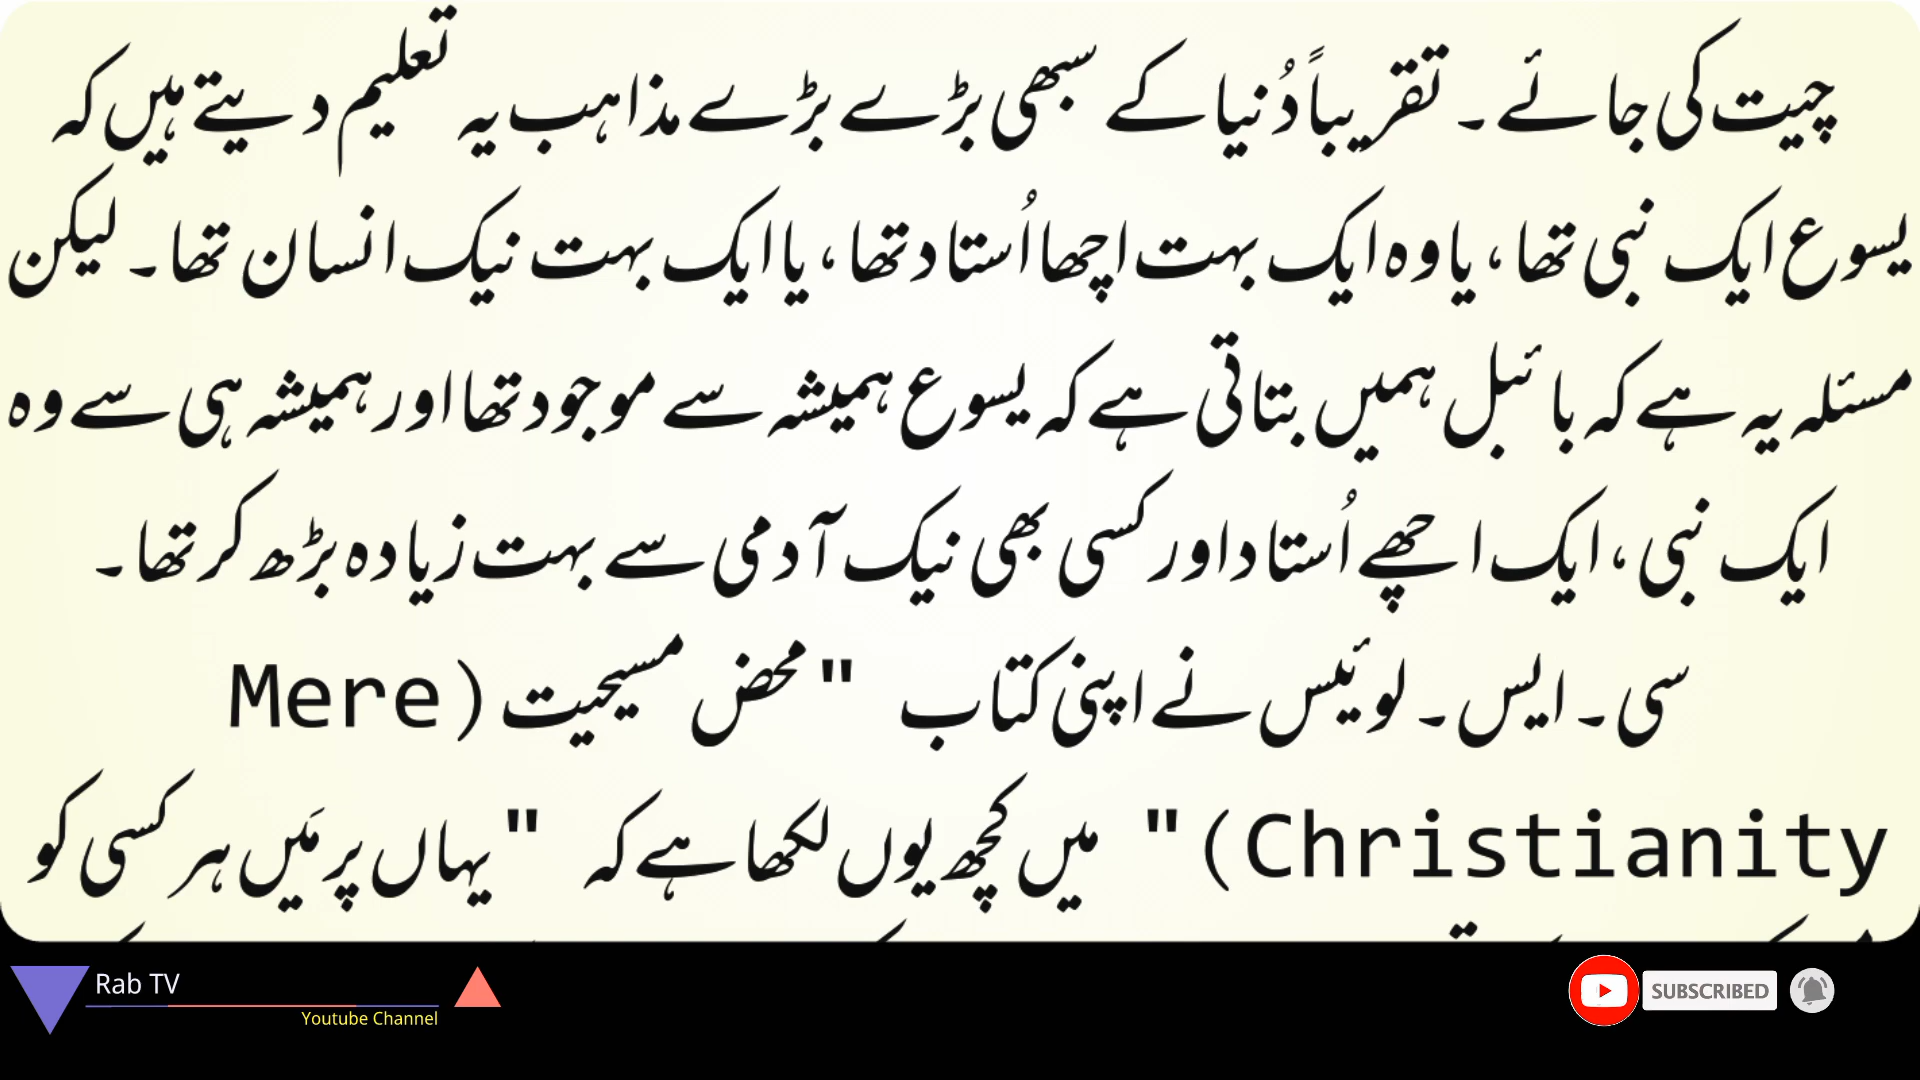 چیت کی جائے۔ تقریباً دُنیا کے سبھی بڑے بڑے مذاہب یہ تعلیم دیتے ہیں کہ
یسوع ایک نبی تھا، یا وہ ایک بہت اچھا اُستاد تھا، یا ایک بہت نیک انسان تھا۔ لیکن
مسئلہ یہ ہے کہ بائبل ہمیں بتاتی ہے کہ یسوع ہمیشہ سے موجود تھا اور ہمیشہ ہی سے وہ
ایک نبی، ایک اچھے اُستاد اور کسی بھی نیک آدمی سے بہت زیادہ بڑھ کر تھا۔
سی۔ ایس۔ لوئیس نے اپنی کتاب "محض مسیحیت (Mere
Christianity)" میں کچھ یوں لکھا ہے کہ "یہاں پر مَیں ہر کسی کو
Rab TV
Youtube Channel
SUBSCRIBED